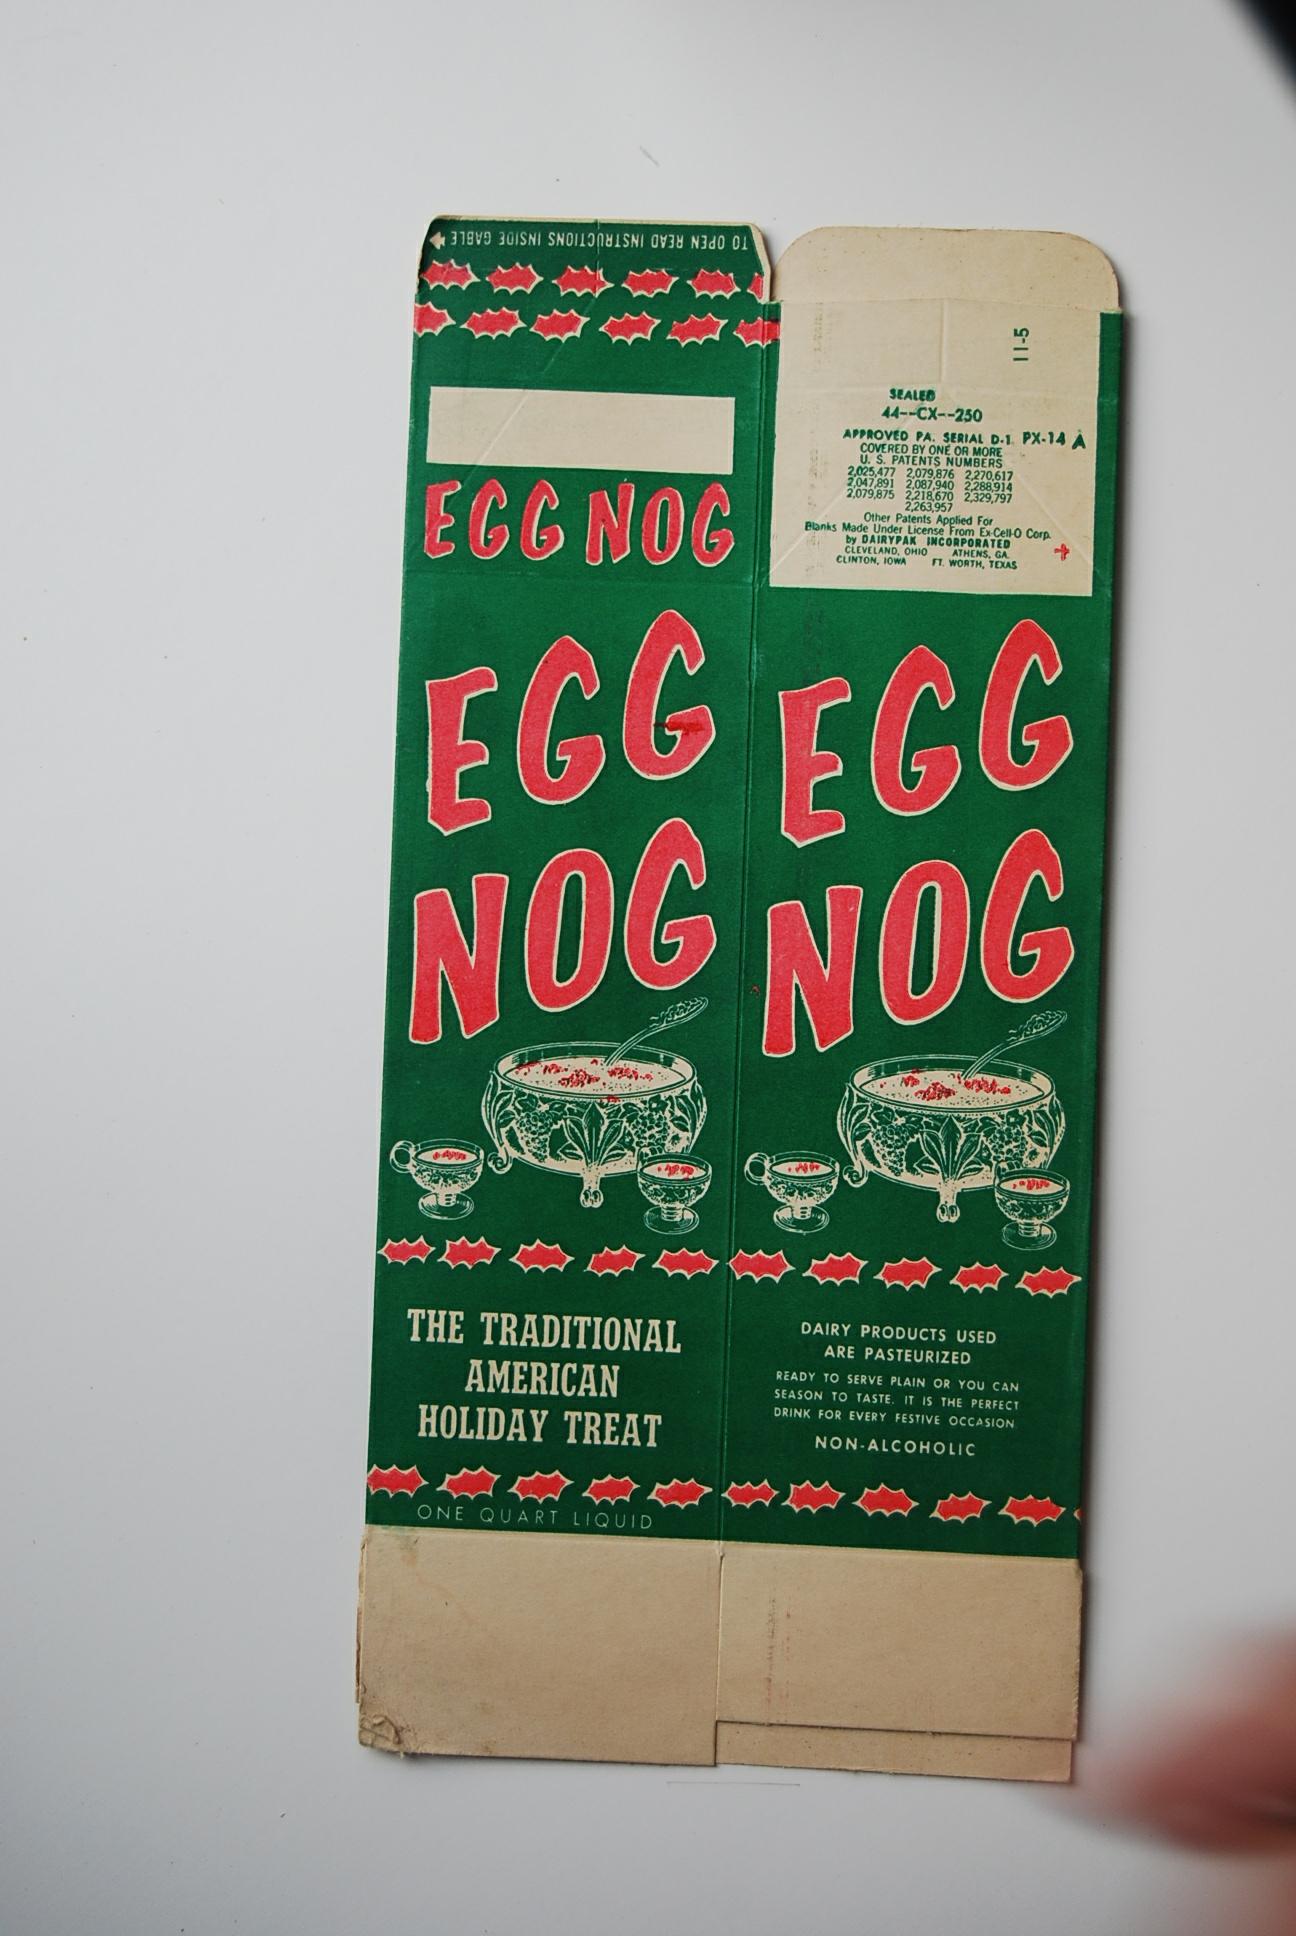 TO OPEN READ INSTRUCTIONS INSIDE GABLE
EGG NOG
EGG
NOG
THE TRADITIONAL
AMERICAN
HOLIDAY TREAT
ONE QUART LIQUID
11-5
SEALED
44--CX--250
APPROVED PA. SERIAL D-1 PX-14 A
COVERED BY ONE OR MORE
U. S. PATENTS NUMBERS
2,025,477 2,079,876 2,270,617
2,047,891 2,087,940 2,288,914
2,079,875 2,218,670 2,329,797
2,263,957
Other Patents Applied For
Blanks Made Under License From Ex-Cell-O Corp.
by DAIRYPAK INCORPORATED
CLEVELAND, OHIO ATHENS, GA.
CLINTON, IOWA FT. WORTH, TEXAS
EGG
NOG
DAIRY PRODUCTS USED
ARE PASTEURIZED
READY TO SERVE PLAIN OR YOU CAN
SEASON TO TASTE. IT IS THE PERFECT
DRINK FOR EVERY FESTIVE OCCASION
NON-ALCOHOLIC